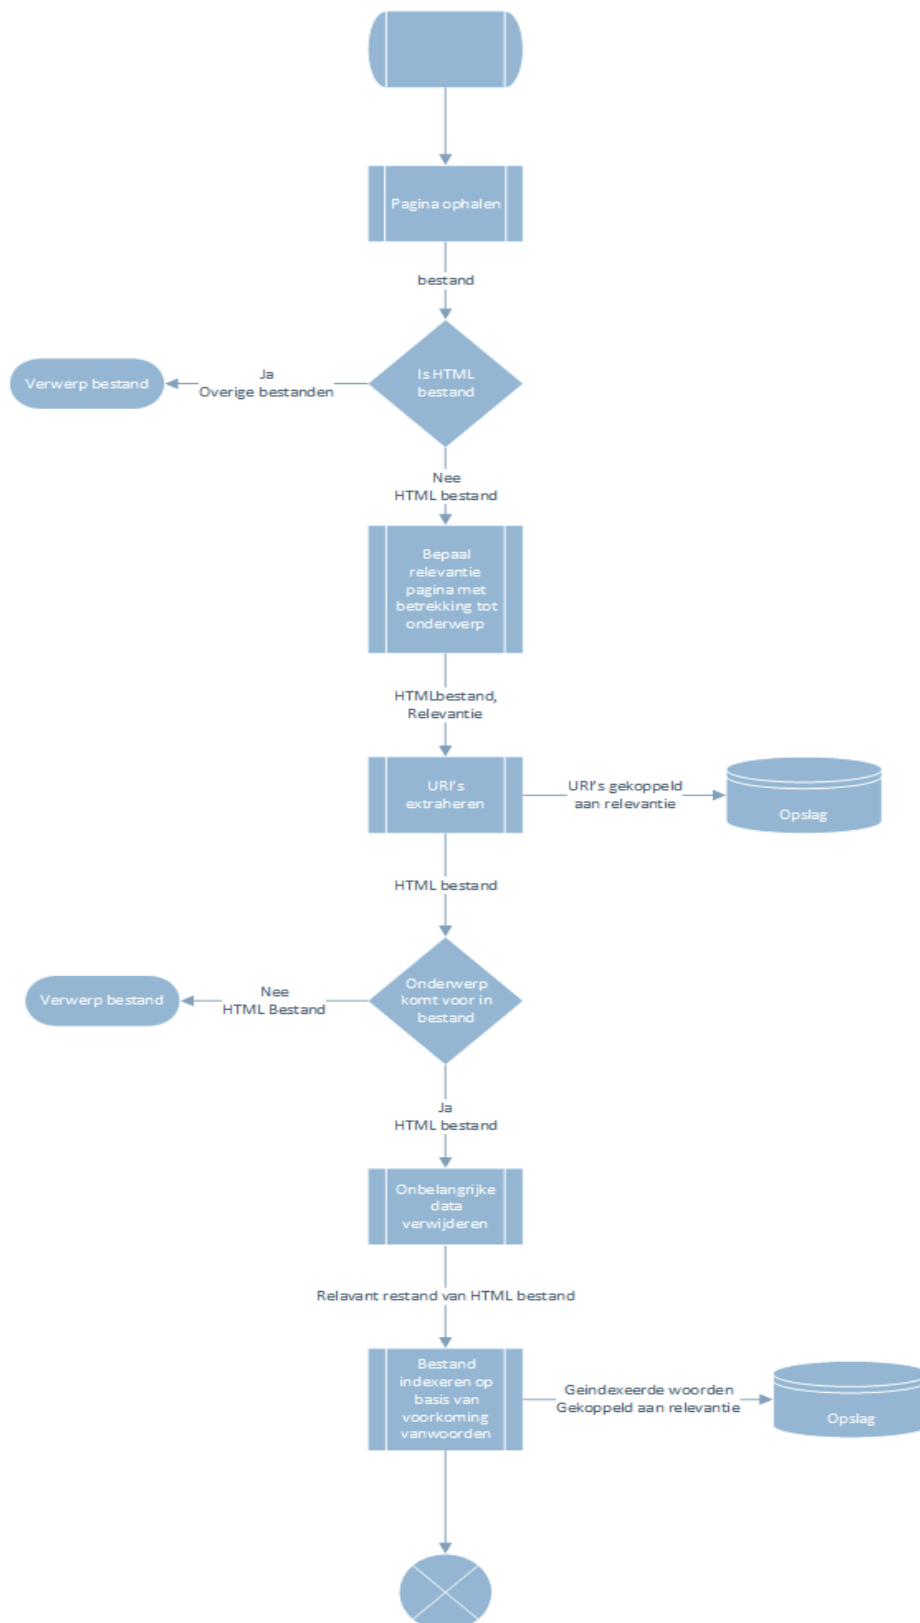 Pagina ophalen
bestand
Is HTML
bestand
Ja
Overige bestanden
Verwerp bestand
Nee
HTML bestand
Bepaal
relevantie
pagina met
betrekking tot
onderwerp
HTMLbestand,
Relevantie
URI's
extraheren
URI's gekoppeld
aan relevantie
Opslag
HTML bestand
Onderwerp
komt voor in
bestand
Nee
HTML Bestand
Verwerp bestand
Ja
HTML bestand
Onbelangrijke
data
verwijderen
Relavant restand van HTML bestand
Bestand
indexeren op
basis van
voorkoming
vanwoorden
Geindexeerde woorden
Gekoppeld aan relevantie
Opslag